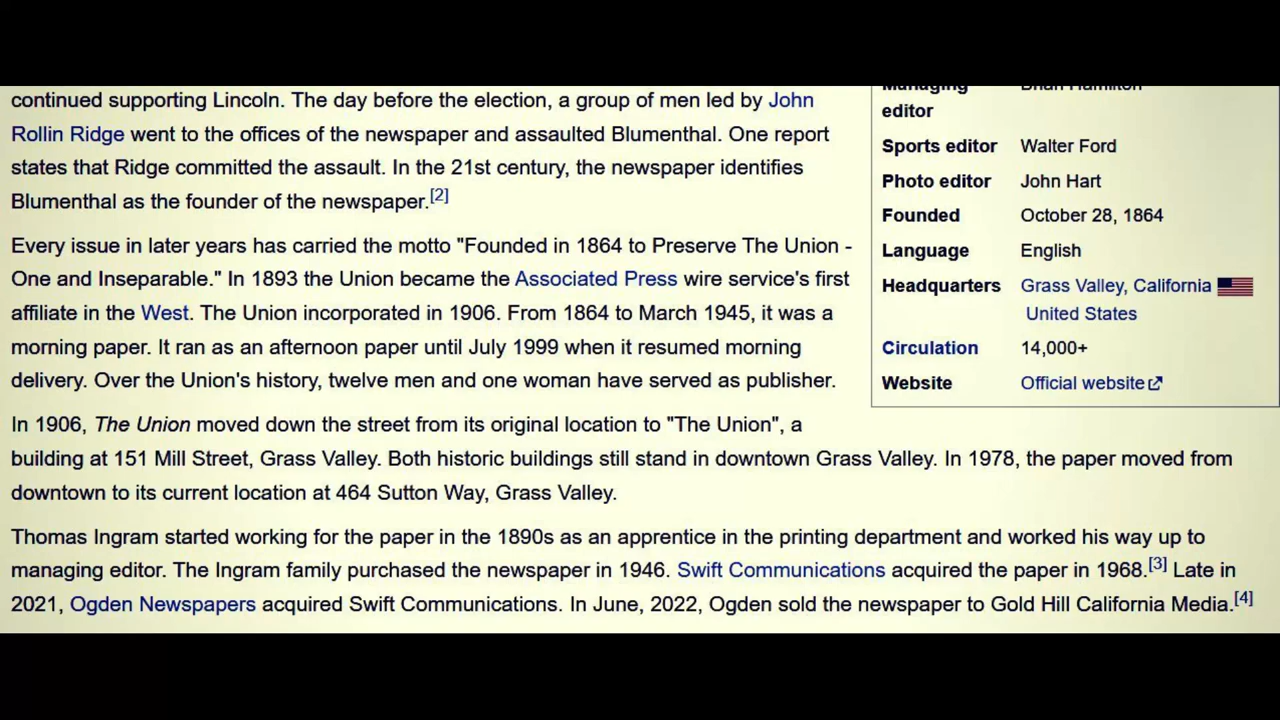 continued supporting Lincoln. The day before the election, a group of men led by John
Rollin Ridge went to the offices of the newspaper and assaulted Blumenthal. One report
states that Ridge committed the assault. In the 21st century, the newspaper identifies
Blumenthal as the founder of the newspaper.[2]
Every issue in later years has carried the motto "Founded in 1864 to Preserve The Union -
One and Inseparable." In 1893 the Union became the Associated Press wire service's first
affiliate in the West. The Union incorporated in 1906. From 1864 to March 1945, it was a
morning paper. It ran as an afternoon paper until July 1999 when it resumed morning
delivery. Over the Union's history, twelve men and one woman have served as publisher.
In 1906, The Union moved down the street from its original location to "The Union", a
building at 151 Mill Street, Grass Valley. Both historic buildings still stand in downtown Grass Valley. In 1978, the paper moved from
downtown to its current location at 464 Sutton Way, Grass Valley.
Thomas Ingram started working for the paper in the 1890s as an apprentice in the printing department and worked his way up to
managing editor. The Ingram family purchased the newspaper in 1946. Swift Communications acquired the paper in 1968.[3] Late in
2021, Ogden Newspapers acquired Swift Communications. In June, 2022, Ogden sold the newspaper to Gold Hill California Media.[4]
Managing Brian Hamilton
editor
Sports editor Walter Ford
Photo editor John Hart
Founded October 28, 1864
Language English
Headquarters Grass Valley, California
United States
Circulation 14,000+
Website Official website